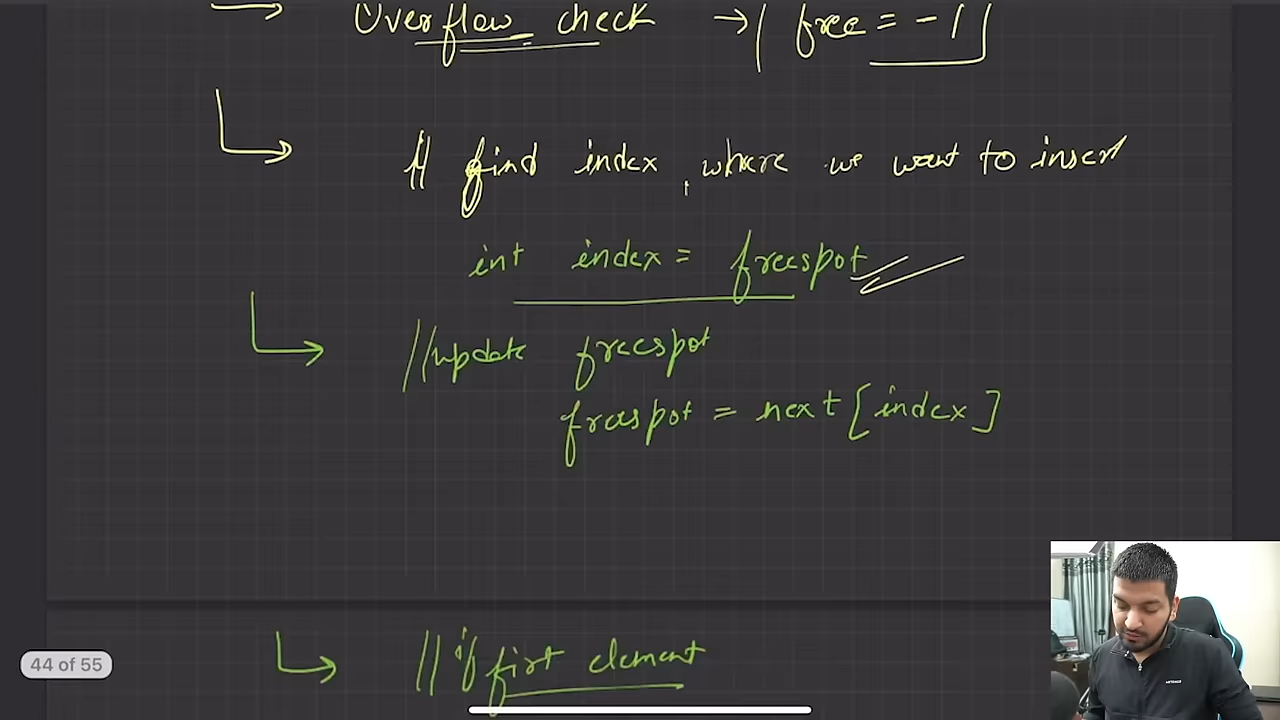 Overflow check → | free = -1 |
// find index, where we want to insert
int index = freespot
//update freespot
freespot = next[index]
// if first element
44 of 55